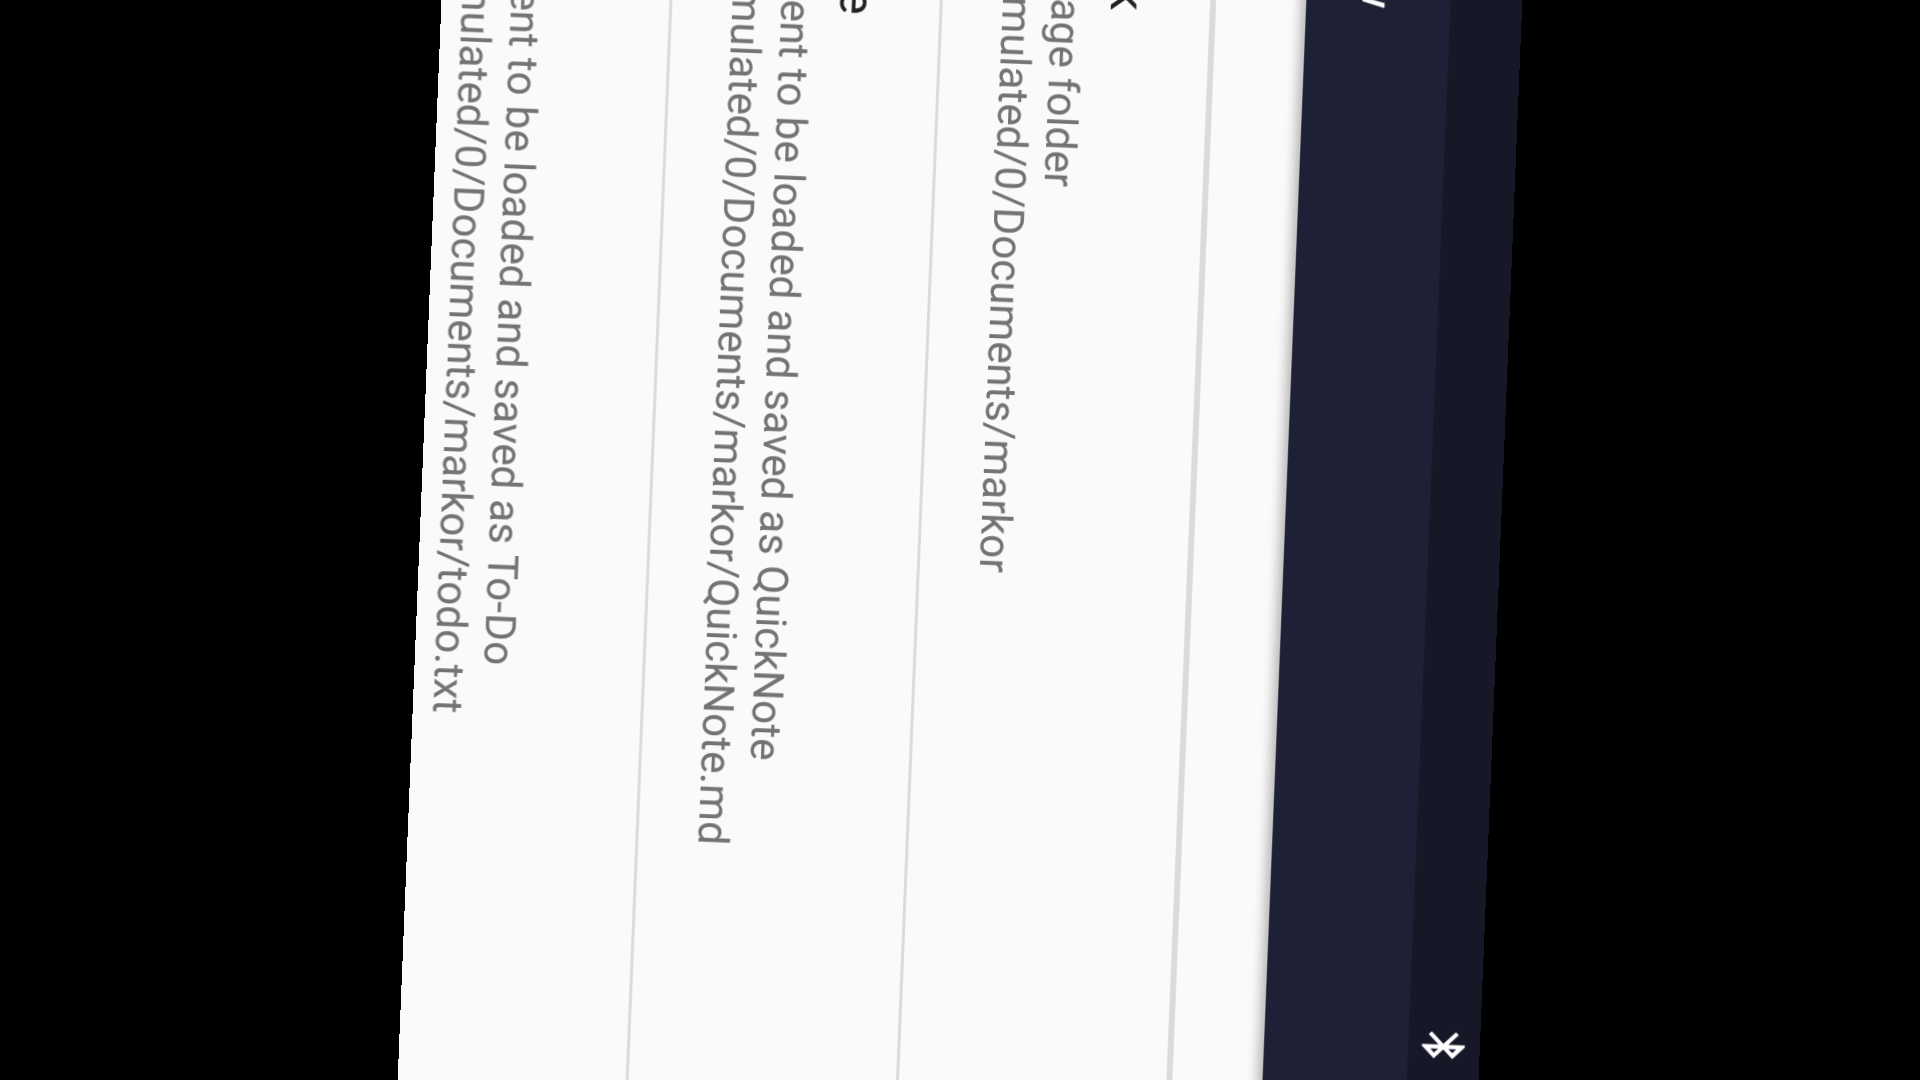 age folder
mulated/0/Documents/markor
ent to be loaded and saved as QuickNote
mulated/0/Documents/markor/QuickNote.md
ent to be loaded and saved as To-Do
mulated/0/Documents/markor/todo.txt